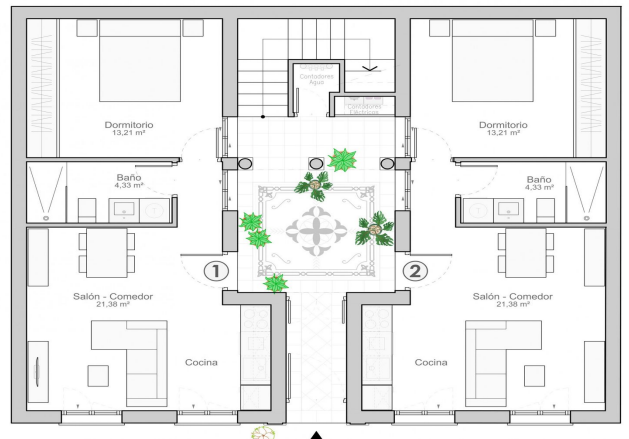 Contadores
Agua
Contadores
Eléctricos
Dormitorio
13,21 m²
Dormitorio
13,21 m²
Baño
4,33 m²
Baño
4,33 m²
1
2
Salón - Comedor
21,38 m²
Salón - Comedor
21,38 m²
Cocina
Cocina